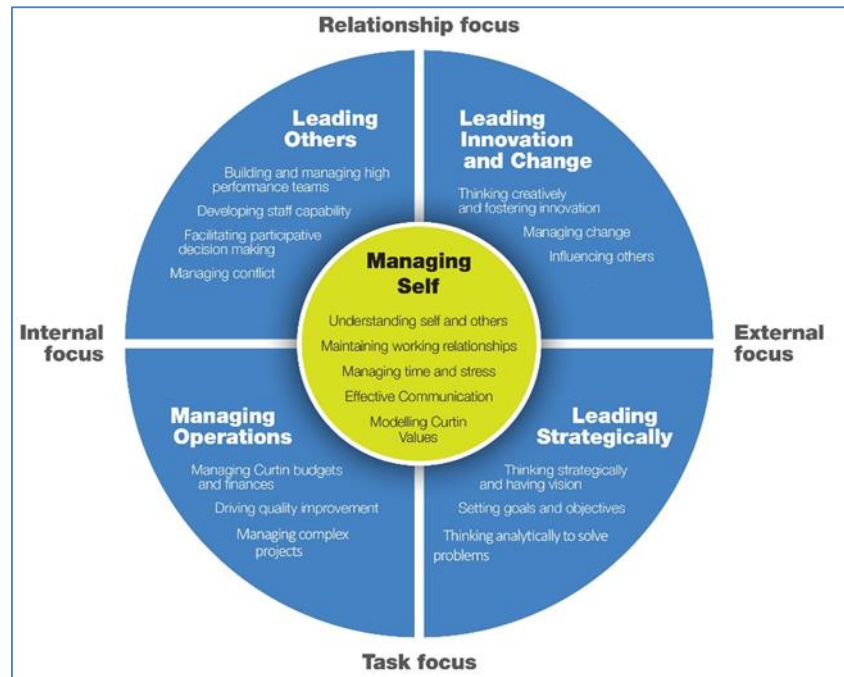 Relationship focus
Leading
Others
Building and managing high
performance teams
Developing staff capability
Facilitating participative
decision making
Managing conflict
Leading
Innovation
and Change
Thinking creatively
and fostering innovation
Managing change
Influencing others
Internal
focus
Managing
Self
Understanding self and others
Maintaining working relationships
Managing time and stress
Effective Communication
Modelling Curtin
Values
External
focus
Managing
Operations
Managing Curtin budgets
and finances
Driving quality improvement
Managing complex
projects
Leading
Strategically
Thinking strategically
and having vision
Setting goals and objectives
Thinking analytically to solve
problems
Task focus